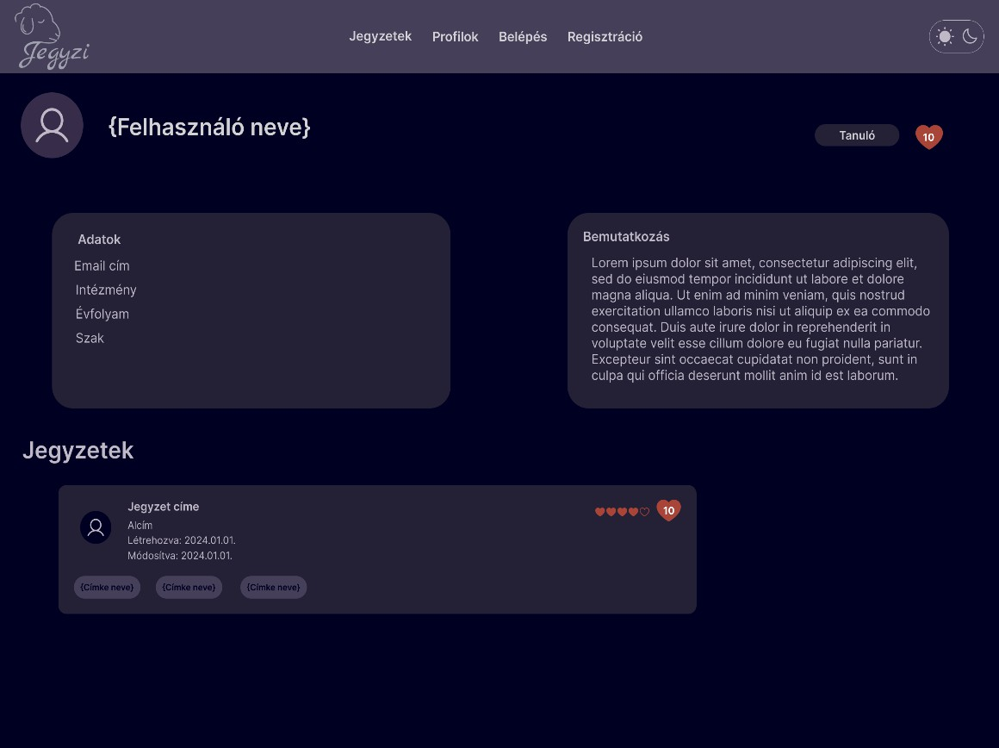 Jegyzi
Jegyzetek Profilok Belépés Regisztráció
{Felhasználó neve}
Tanuló
10
Adatok
Email cím
Intézmény
Évfolyam
Szak
Bemutatkozás
Lorem ipsum dolor sit amet, consectetur adipiscing elit,
sed do eiusmod tempor incididunt ut labore et dolore
magna aliqua. Ut enim ad minim veniam, quis nostrud
exercitation ullamco laboris nisi ut aliquip ex ea commodo
consequat. Duis aute irure dolor in reprehenderit in
voluptate velit esse cillum dolore eu fugiat nulla pariatur.
Excepteur sint occaecat cupidatat non proident, sunt in
culpa qui officia deserunt mollit anim id est laborum.
Jegyzetek
Jegyzet címe
10
Alcím
Létrehozva: 2024.01.01.
Módosítva: 2024.01.01.
{Címke neve} {Címke neve} {Címke neve}